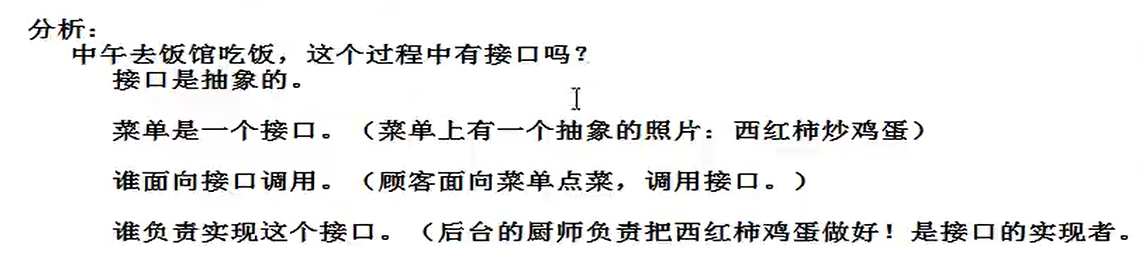 分析:
中午去饭馆吃饭，这个过程中有接口吗?
接口是抽象的。
菜单是一个接口。（菜单上有一个抽象的照片: 西红柿炒鸡蛋）
谁面向接口调用。（顾客面向菜单点菜，调用接口。）
谁负责实现这个接口。（后台的厨师负责把西红柿鸡蛋做好! 是接口的实现者。